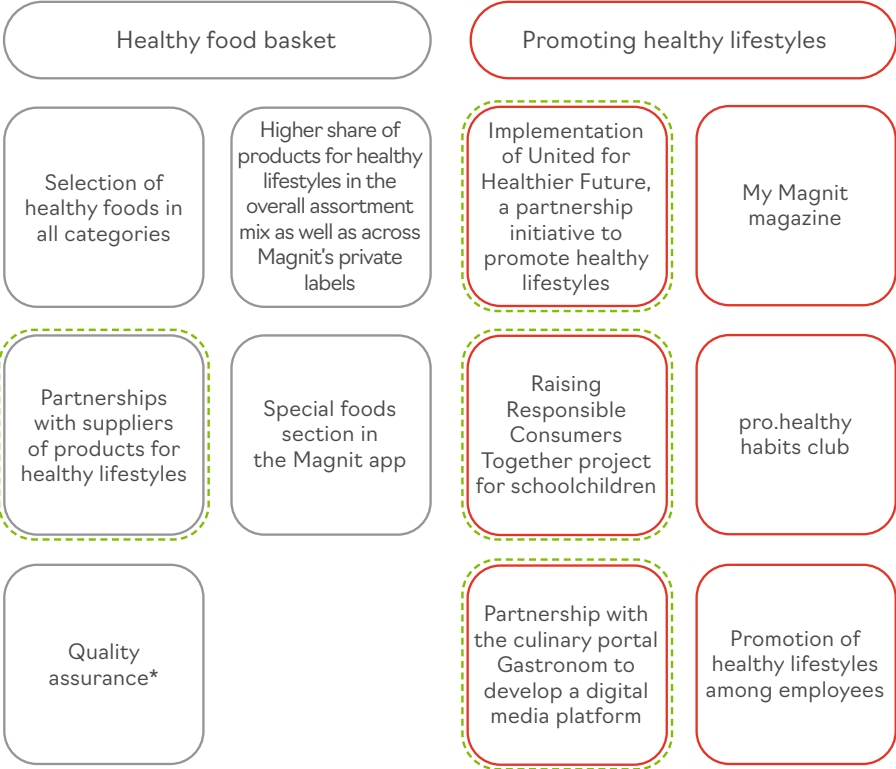 Healthy food basket
Promoting healthy lifestyles
Selection of
healthy foods in
all categories
Higher share of
products for healthy
lifestyles in the
overall assortment
mix as well as across
Magnit's private
labels
Implementation
of United for
Healthier Future,
a partnership
initiative to
promote healthy
lifestyles
My Magnit
magazine
Partnerships
with suppliers
of products for
healthy lifestyles
Special foods
section in
the Magnit app
Raising
Responsible
Consumers
Together project
for schoolchildren
pro.healthy
habits club
Quality
assurance*
Partnership with
the culinary portal
Gastronom to
develop a digital
media platform
Promotion of
healthy lifestyles
among employees